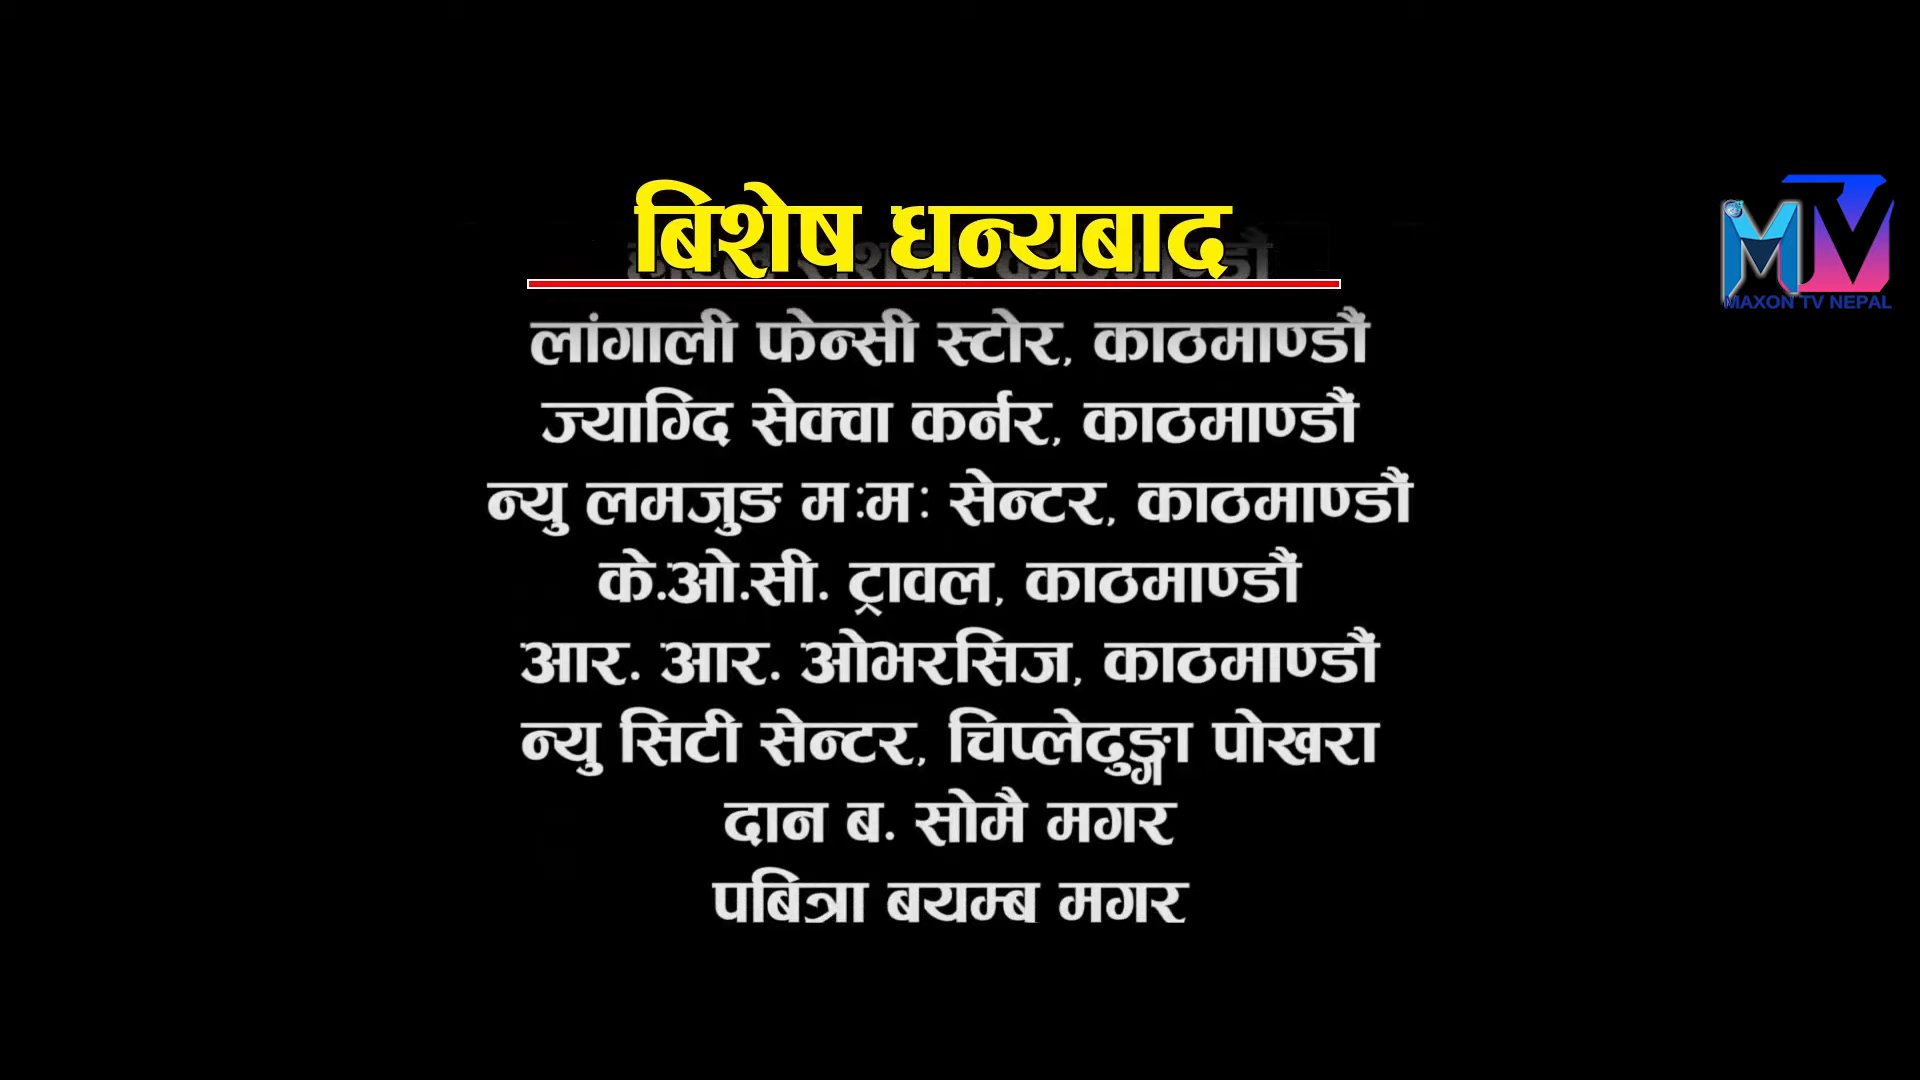 बिशेष धन्यबाद
लांगाली फेन्सी स्टोर, काठमाण्डौं
ज्याग्दि सेक्वा कर्नर, काठमाण्डौं
न्यु लमजुङ मःमः सेन्टर, काठमाण्डौं
के.ओ.सी. ट्रावल, काठमाण्डौं
आर. आर. ओभरसिज, काठमाण्डौं
न्यु सिटी सेन्टर, चिप्लेढुङ्गा पोखरा
दान ब. सोमै मगर
पबित्रा बयम्ब मगर
MAXON TV NEPAL